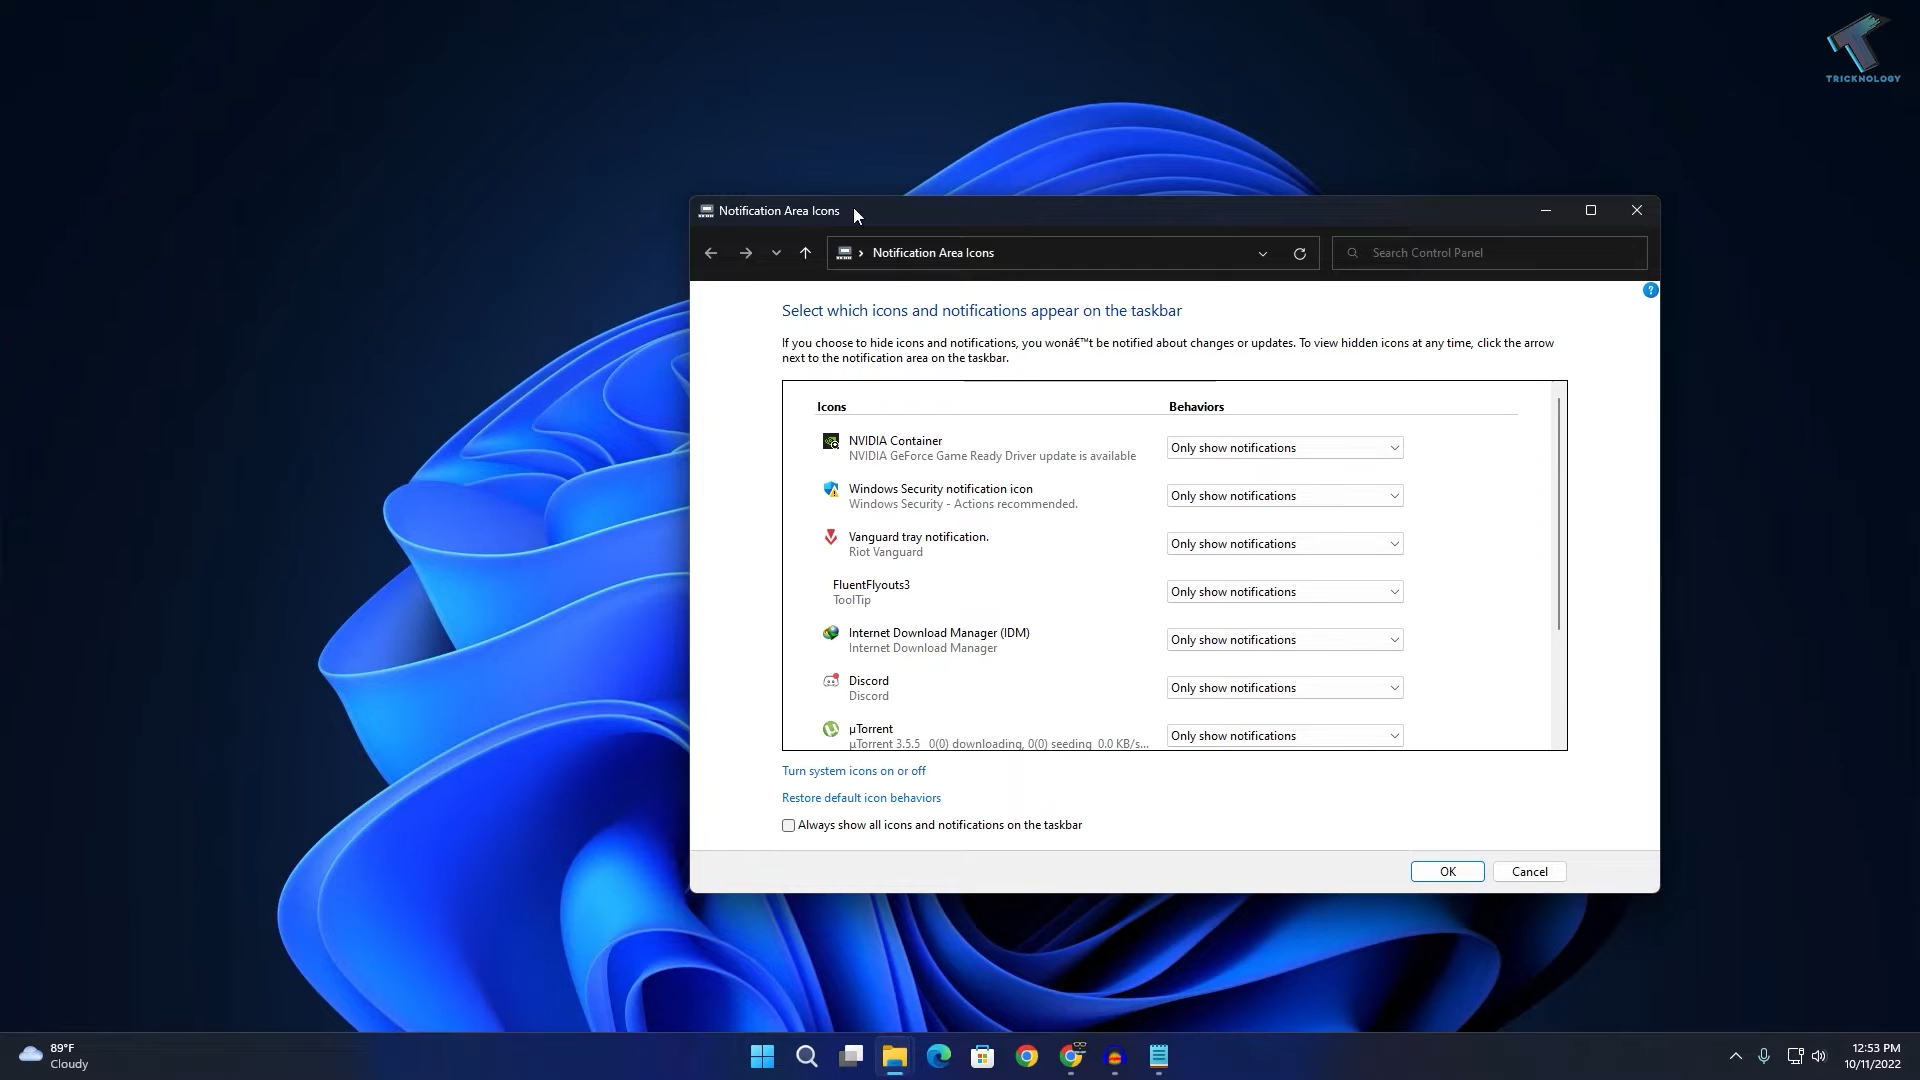 TRICKNOLOGY
Notification Area Icons
Notification Area Icons
Search Control Panel
?
Select which icons and notifications appear on the taskbar
If you choose to hide icons and notifications, you wonâ€™t be notified about changes or updates. To view hidden icons at any time, click the arrow
next to the notification area on the taskbar.
Icons Behaviors
NVIDIA Container
NVIDIA GeForce Game Ready Driver update is available
Only show notifications
Windows Security notification icon
Windows Security - Actions recommended.
Only show notifications
Vanguard tray notification.
Riot Vanguard
Only show notifications
FluentFlyouts3
ToolTip
Only show notifications
Internet Download Manager (IDM)
Internet Download Manager
Only show notifications
Discord
Discord
Only show notifications
µTorrent
µTorrent 3.5.5 0(0) downloading, 0(0) seeding 0.0 KB/s...
Only show notifications
Turn system icons on or off
Restore default icon behaviors
Always show all icons and notifications on the taskbar
OK Cancel
89°F
Cloudy
12:53 PM
10/11/2022